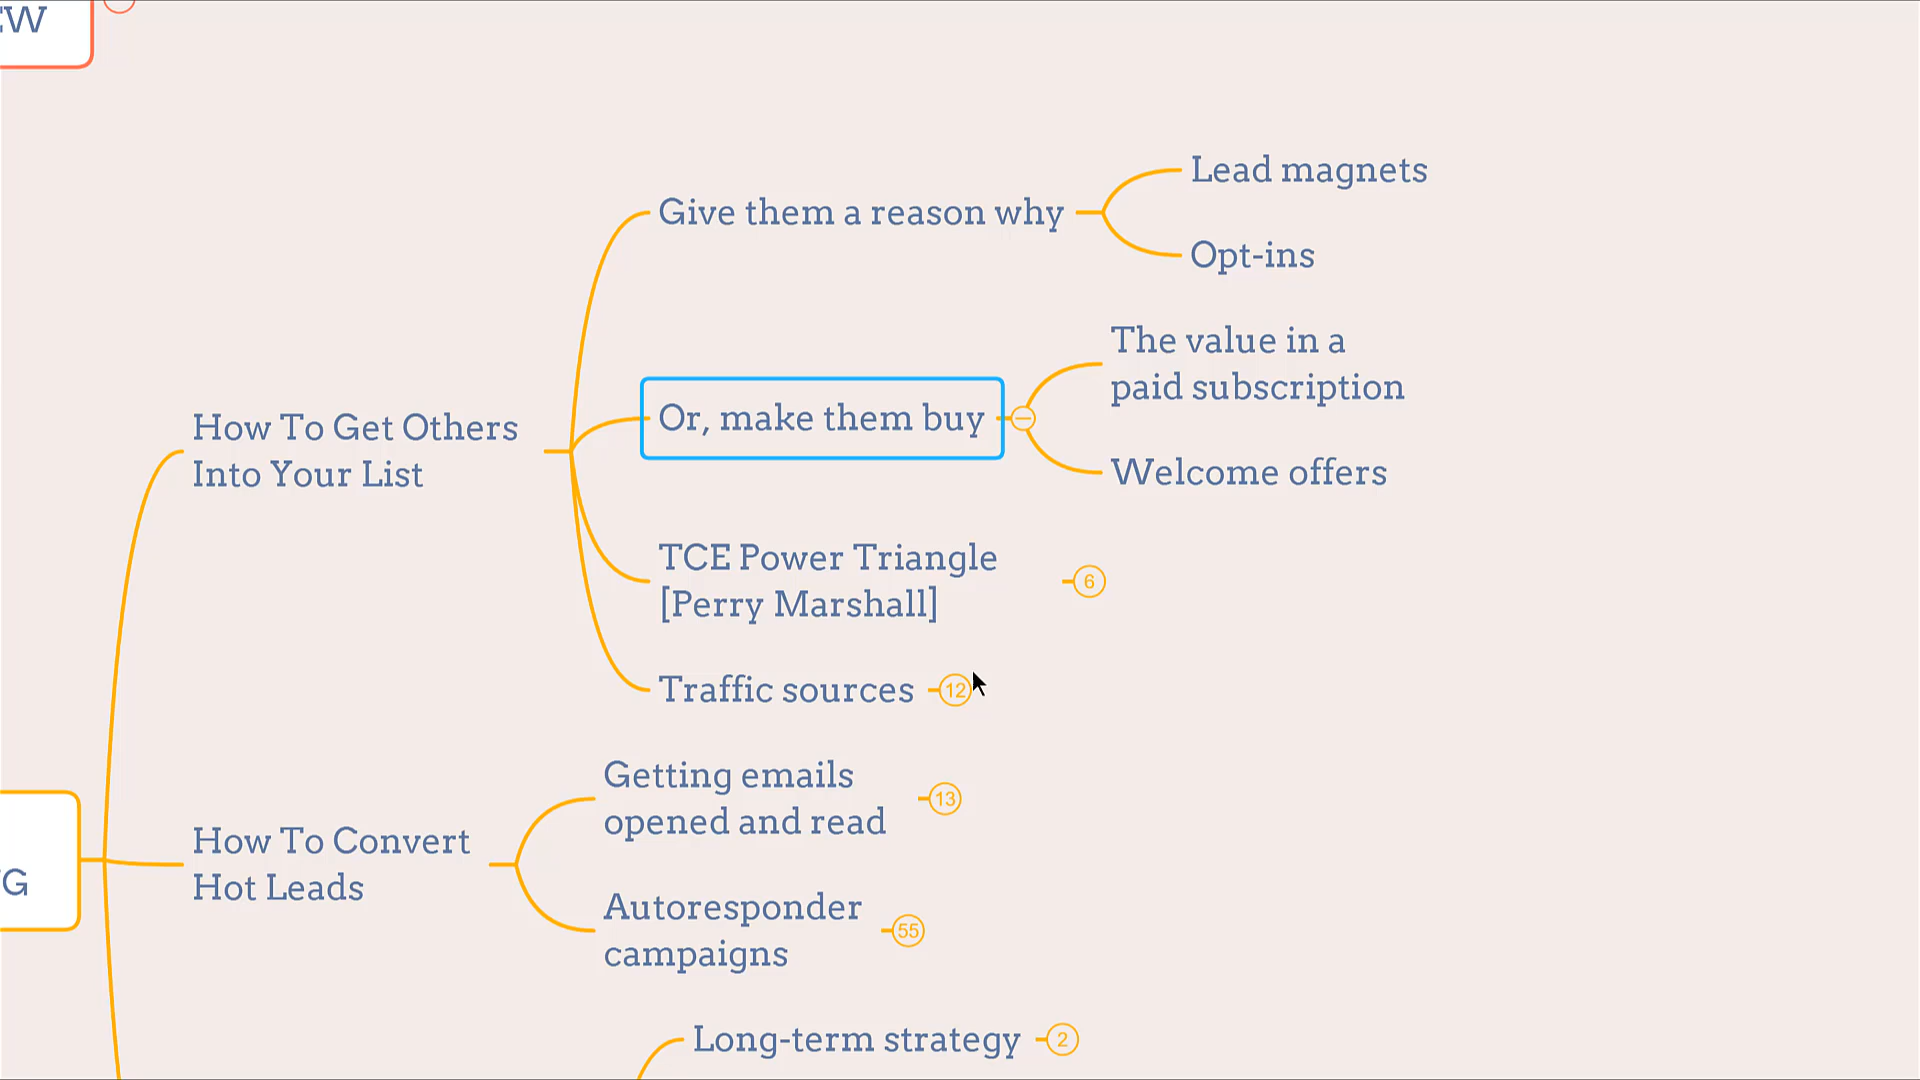 Lead magnets
Give them a reason why
Opt-ins
The value in a
paid subscription
Or, make them buy
Welcome offers
How To Get Others
Into Your List
TCE Power Triangle
[Perry Marshall]
6
Traffic sources
12
Getting emails
opened and read
13
How To Convert
Hot Leads
Autoresponder
campaigns
55
Long-term strategy
2